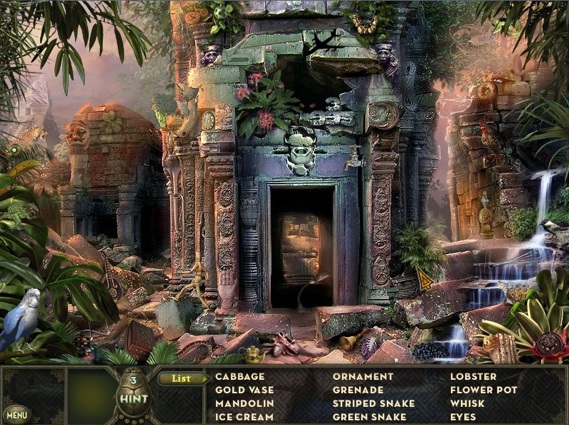 List
3
HINT
MENU
CABBAGE
GOLD VASE
MANDOLIN
ICE CREAM
ORNAMENT
GRENADE
STRIPED SNAKE
GREEN SNAKE
LOBSTER
FLOWER POT
WHISK
EYES